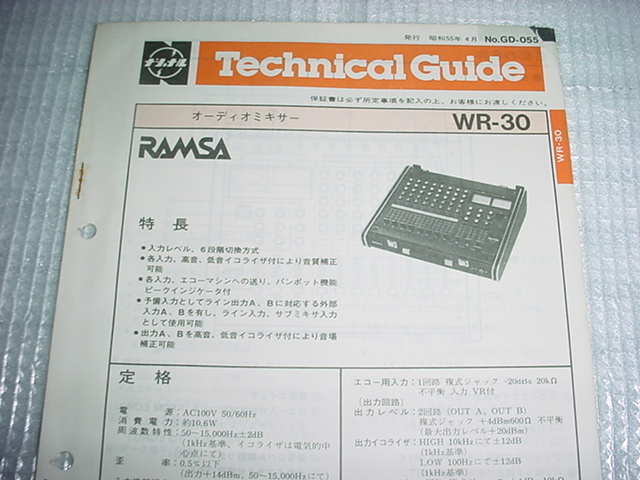 発行 昭和55年4月 No.GD-055
ナショナル Technical Guide
保証書は必ず所定事項を記入の上、お客様にお渡しください。
オーディオミキサー WR-30
WR-30
RAMSA
特長
●入力レベル、6段階切換方式
●各入力、高音、低音イコライザ付により音質補正
可能
●各入力、エコーマシンへの送り、パンポット機能
ピークインジケータ付
●予備入力としてライン出力A、Bに対応する外部
入力A、Bを有し、ライン入力、サブミキサ入力
として使用可能
●出力A、Bを高音、低音イコライザ付により音場
補正可能
定格
電源:AC100V 50/60Hz
消費電力:約10.6W
周波数特性:50~15,000Hz±2dB
(1kHz基準、イコライザは電気的中
心点にて)
歪率:0.5%以下
(出力+14dBm、50~15,000Hzにて)
エコー用入力:1回路 複式ジャック -20dBs 20kΩ
不平衡 入力 VR付
[出力回路]
出力レベル:2回路(OUT A、OUT B)
複式ジャック +4dBm600Ω 不平衡
(最大出力レベル+20dBm)
出力イコライザ:HIGH 10kHzにて±12dB
(1kHz基準)
LOW 100Hzにて±12dB
(1kHz基準)